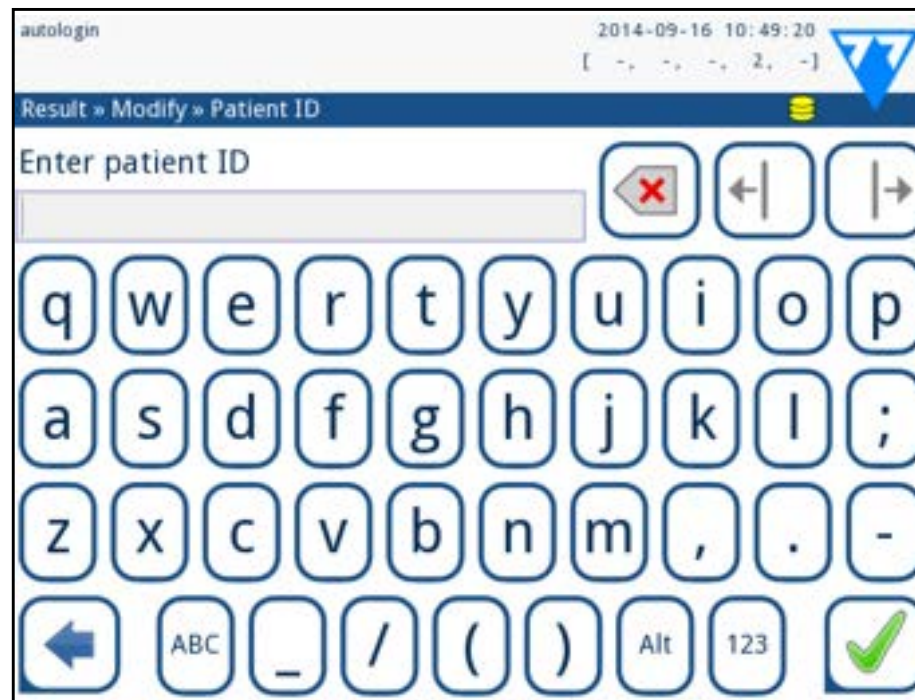 autologin
2014-09-16 10:49:20
[ -, -, -, 2, -]
Result » Modify » Patient ID
Enter patient ID
q w e r t y u i o p
a s d f g h j k l ;
z x c v b n m , . -
ABC _ / ( ) Alt 123